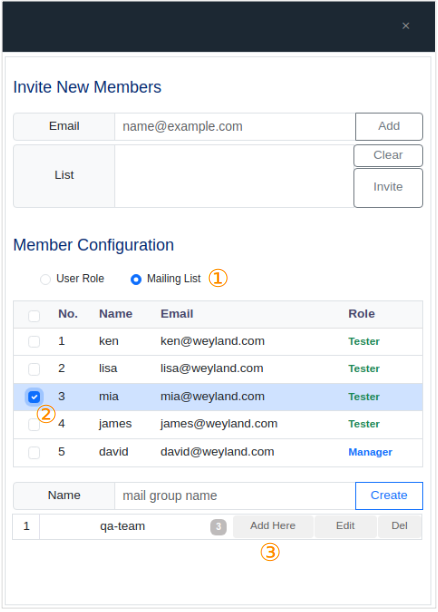 ×
Invite New Members
Email name@example.com Add
List Clear
Invite
Member Configuration
User Role Mailing List ①
No. Name Email Role
1 ken ken@weyland.com Tester
2 lisa lisa@weyland.com Tester
3 mia mia@weyland.com Tester
②
4 james james@weyland.com Tester
5 david david@weyland.com Manager
Name mail group name Create
1 qa-team 3 Add Here Edit Del
③